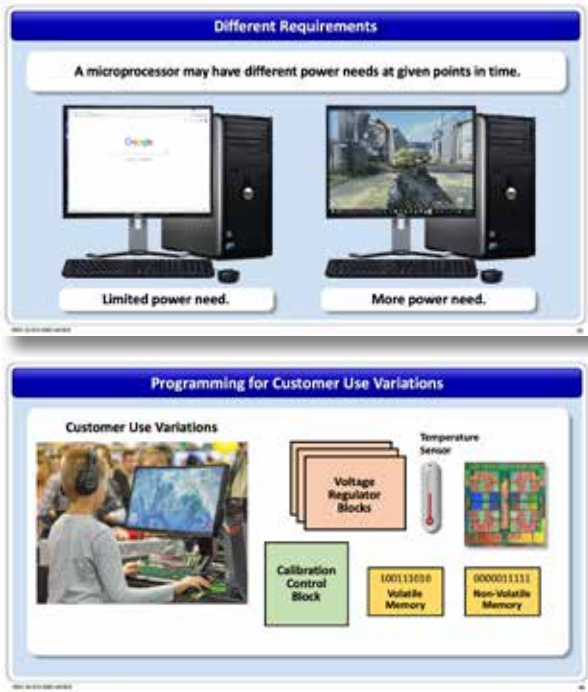 Different Requirements
A microprocessor may have different power needs at given points in time.
Google
Limited power need.
More power need.
Programming for Customer Use Variations
Customer Use Variations
Temperature
Sensor
Voltage
Regulator
Blocks
Calibration
Control
Block
100111010
Volatile
Memory
0000011111
Non-Volatile
Memory